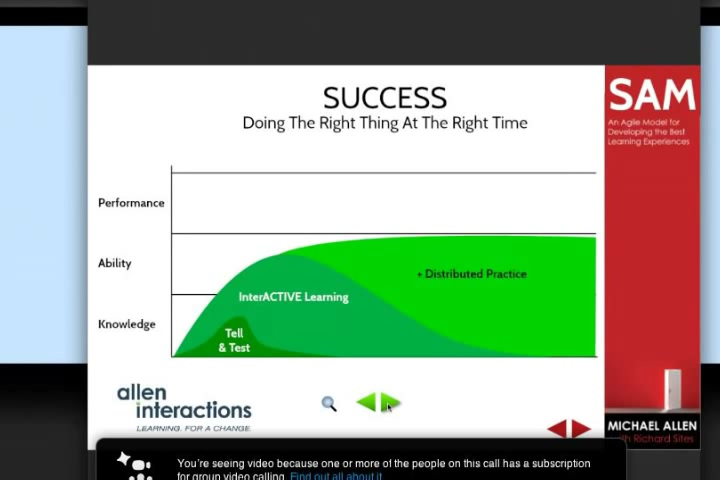 SUCCESS
Doing The Right Thing At The Right Time
Performance
Ability
Knowledge
+ Distributed Practice
InterACTIVE Learning
Tell
& Test
allen
interactions
LEARNING. FOR A CHANGE.
SAM
An Agile Model for
Developing the Best
Learning Experiences
MICHAEL ALLEN
with Richard Sites
You're seeing video because one or more of the people on this call has a subscription
for group video calling. Find out all about it